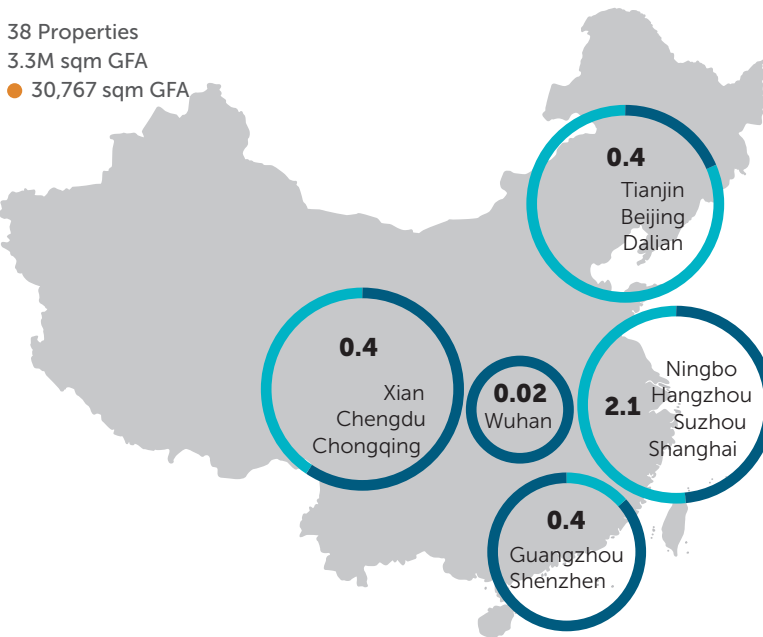 38 Properties
3.3M sqm GFA
30,767 sqm GFA
0.4
Tianjin
Beijing
Dalian
0.4
Xian
Chengdu
Chongqing
0.02
Wuhan
2.1
Ningbo
Hangzhou
Suzhou
Shanghai
0.4
Guangzhou
Shenzhen